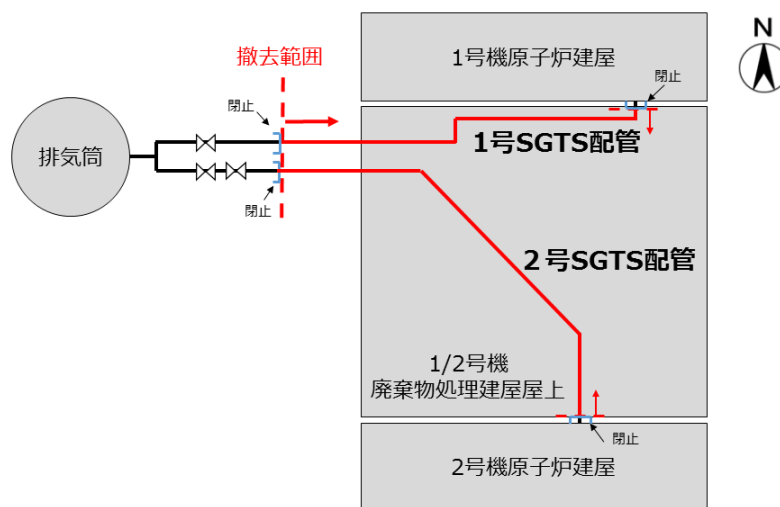 1号機原子炉建屋
N
撤去範囲
閉止
閉止
1号SGTS配管
排気筒
閉止
2号SGTS配管
1/2号機
廃棄物処理建屋屋上
閉止
2号機原子炉建屋